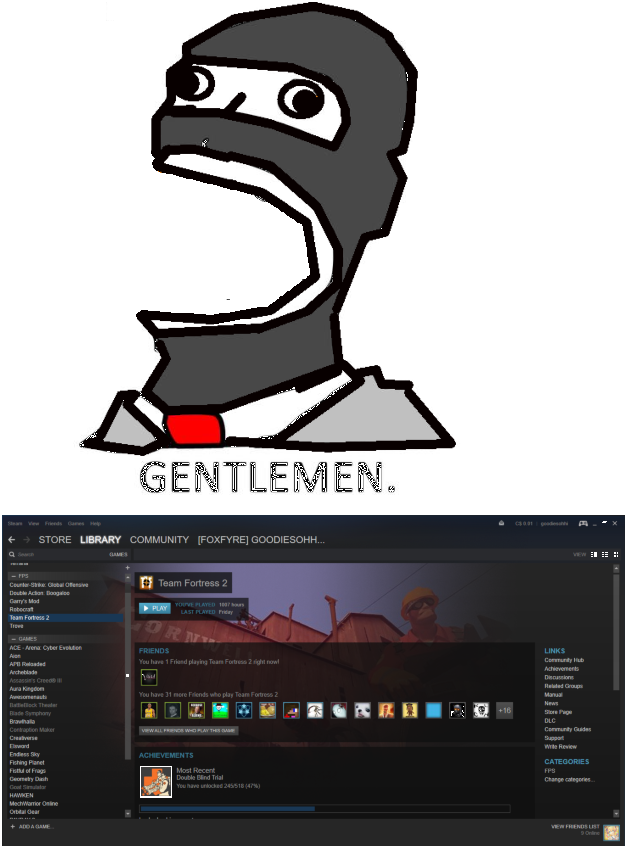 GENTLEMEN.
Steam View Friends Games Help
C$ 0.01 goodiesohh
STORE LIBRARY COMMUNITY [FOXFYRE] GOODIESOHH...
Search GAMES VIEW
FPS
Counter-Strike: Global Offensive
Double Action: Boogaloo
Garry's Mod
Robocraft
Team Fortress 2
Trove
GAMES
ACE - Arena: Cyber Evolution
Aion
APB Reloaded
Archeblade
Assassin's Creed® III
Aura Kingdom
Awesomenauts
BattleBlock Theater
Blade Symphony
Brawlhalla
Contraption Maker
Creativerse
Elsword
Endless Sky
Fishing Planet
Fistful of Frags
Geometry Dash
Goat Simulator
HAWKEN
MechWarrior Online
Orbital Gear
+ ADD A GAME...
Team Fortress 2
PLAY
YOU'VE PLAYED 1087 hours
LAST PLAYED Friday
FRIENDS
You have 1 Friend playing Team Fortress 2 right now!
You have 31 more Friends who play Team Fortress 2
+16
VIEW ALL FRIENDS WHO PLAY THIS GAME
ACHIEVEMENTS
Most Recent
Double Blind Trial
You have unlocked 245/518 (47%)
LINKS
Community Hub
Achievements
Discussions
Related Groups
Manual
News
Store Page
DLC
Community Guides
Support
Write Review
CATEGORIES
FPS
Change categories...
VIEW FRIENDS LIST
Online